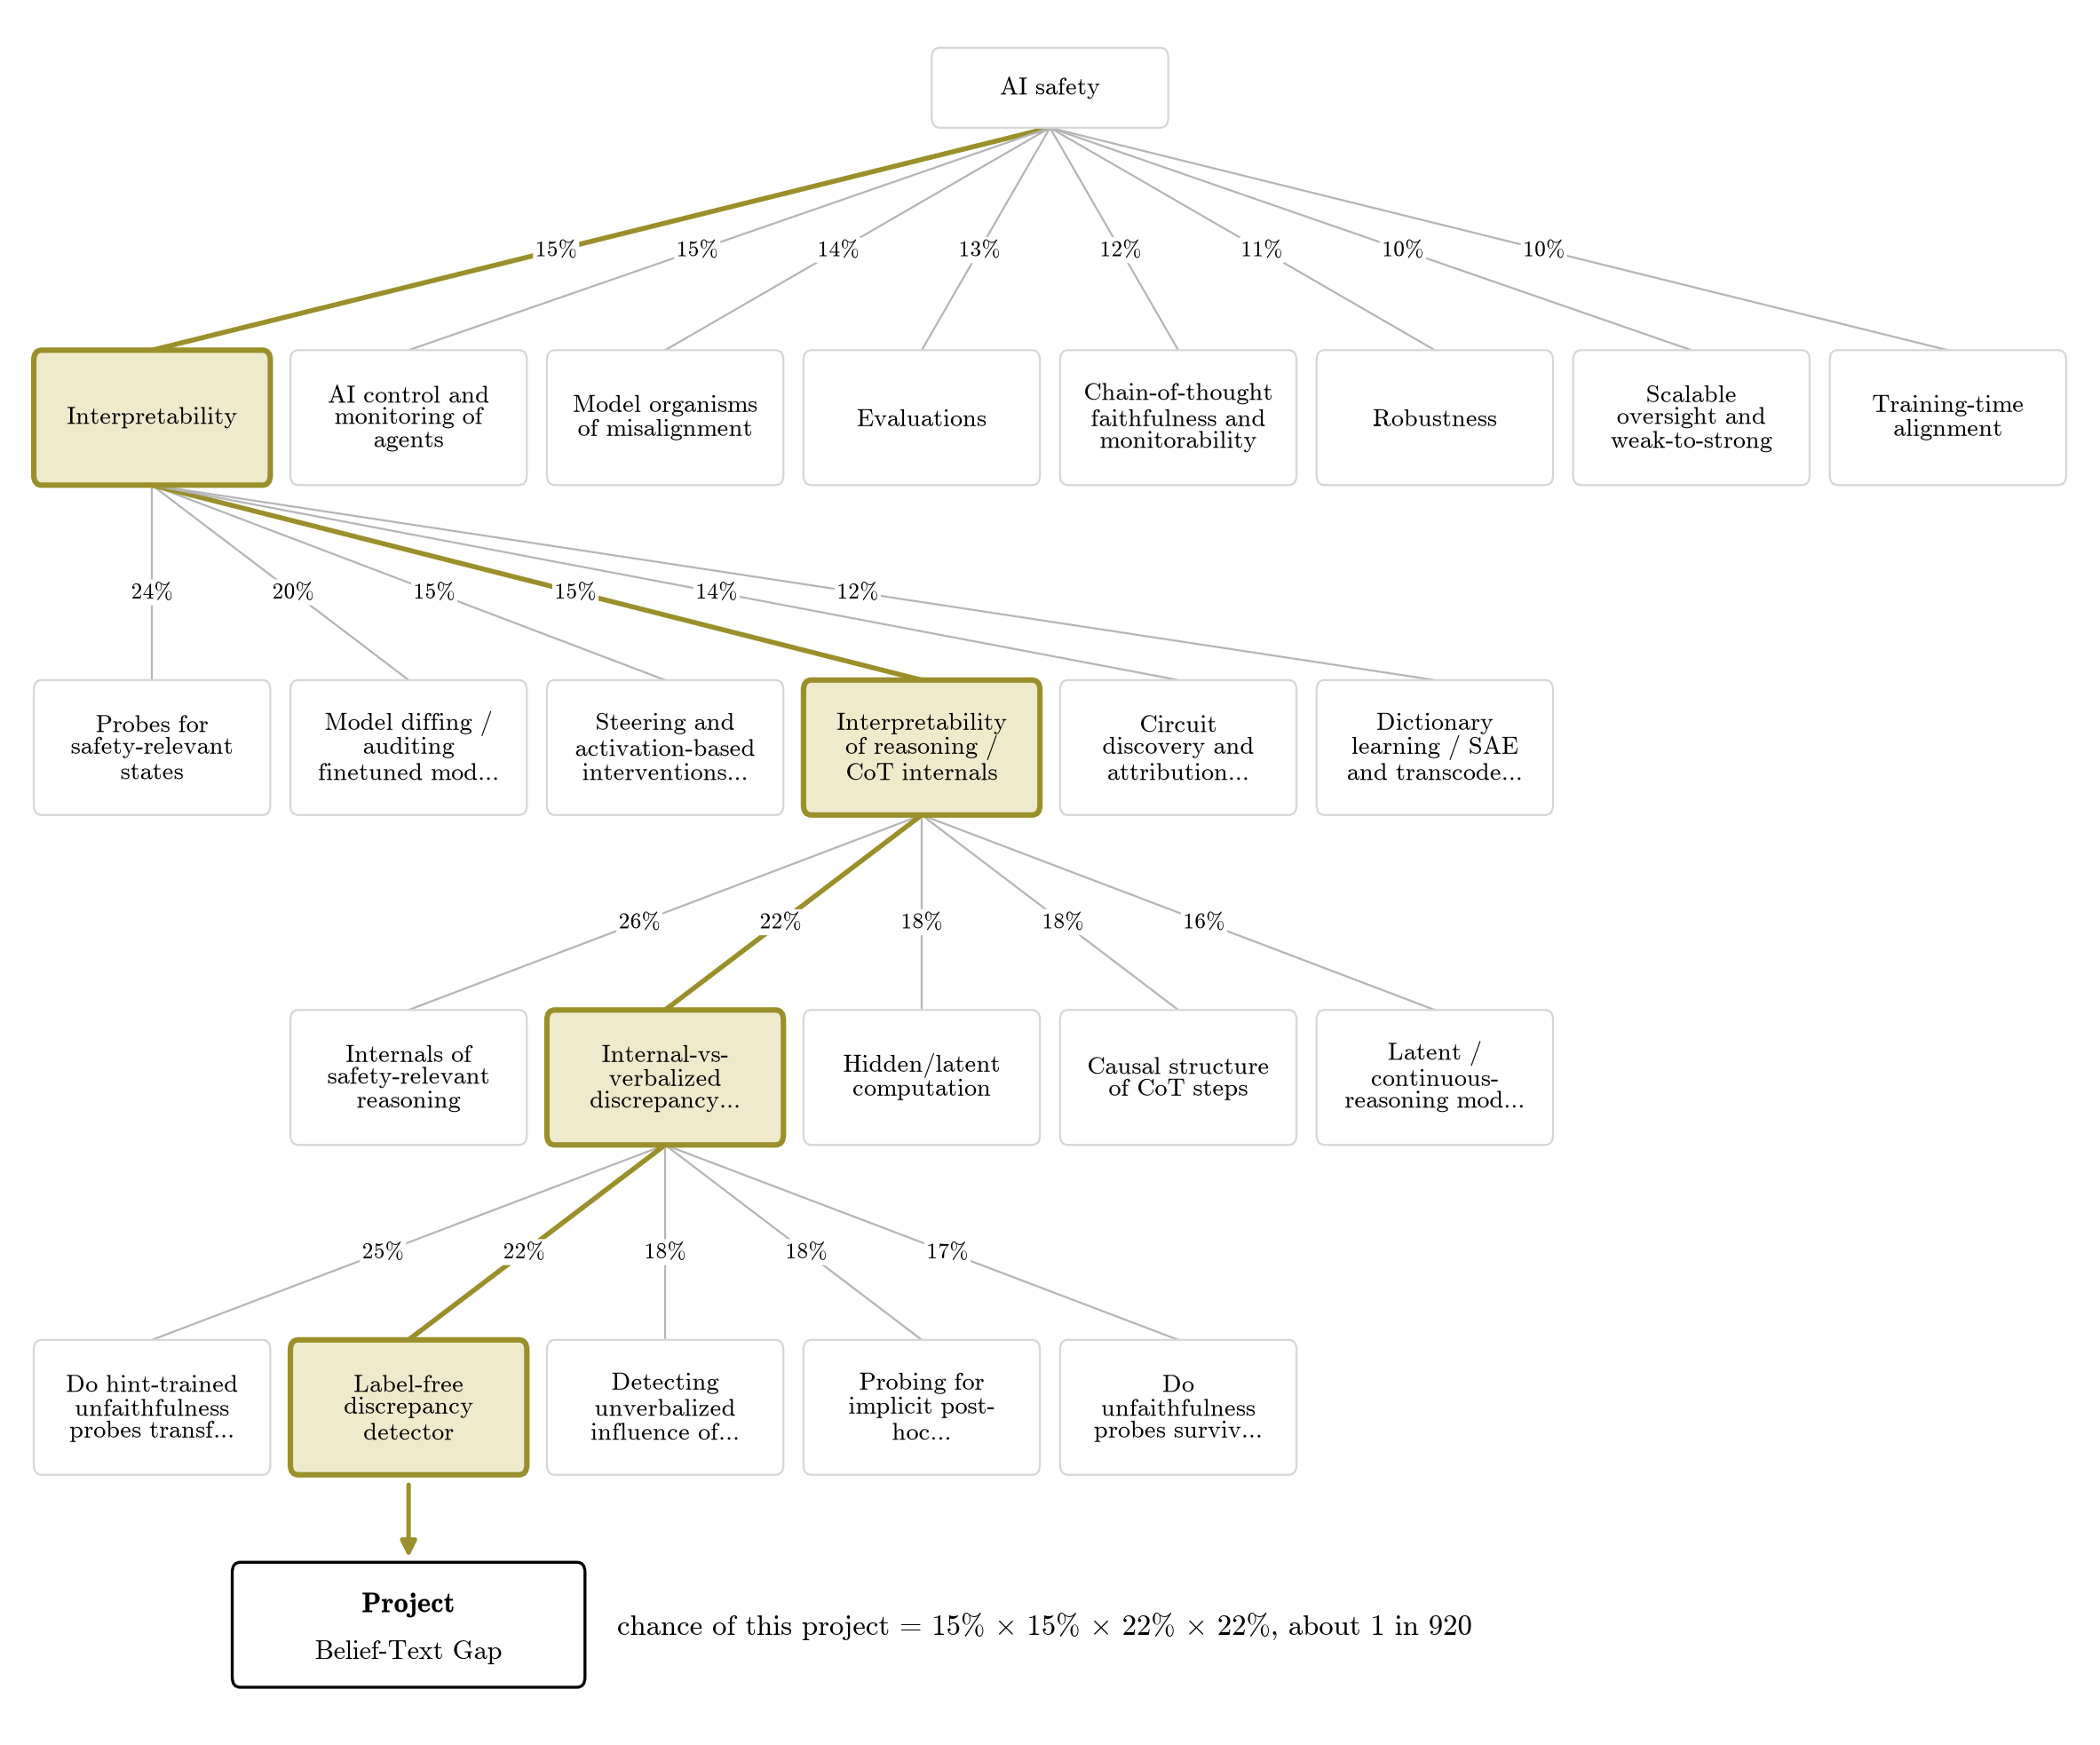 AI safety
15%
15%
14%
13%
12%
11%
10%
10%
Interpretability
AI control and
monitoring of
agents
Model organisms
of misalignment
Evaluations
Chain-of-thought
faithfulness and
monitorability
Robustness
Scalable
oversight and
weak-to-strong
Training-time
alignment
24%
20%
15%
15%
14%
12%
Probes for
safety-relevant
states
Model diffing /
auditing
finetuned mod...
Steering and
activation-based
interventions...
Interpretability
of reasoning /
CoT internals
Circuit
discovery and
attribution...
Dictionary
learning / SAE
and transcode...
26%
22%
18%
18%
16%
Internals of
safety-relevant
reasoning
Internal-vs-
verbalized
discrepancy...
Hidden/latent
computation
Causal structure
of CoT steps
Latent /
continuous-
reasoning mod...
25%
22%
18%
18%
17%
Do hint-trained
unfaithfulness
probes transf...
Label-free
discrepancy
detector
Detecting
unverbalized
influence of...
Probing for
implicit post-
hoc...
Do
unfaithfulness
probes surviv...
Project
Belief-Text Gap
chance of this project = 15% × 15% × 22% × 22%, about 1 in 920